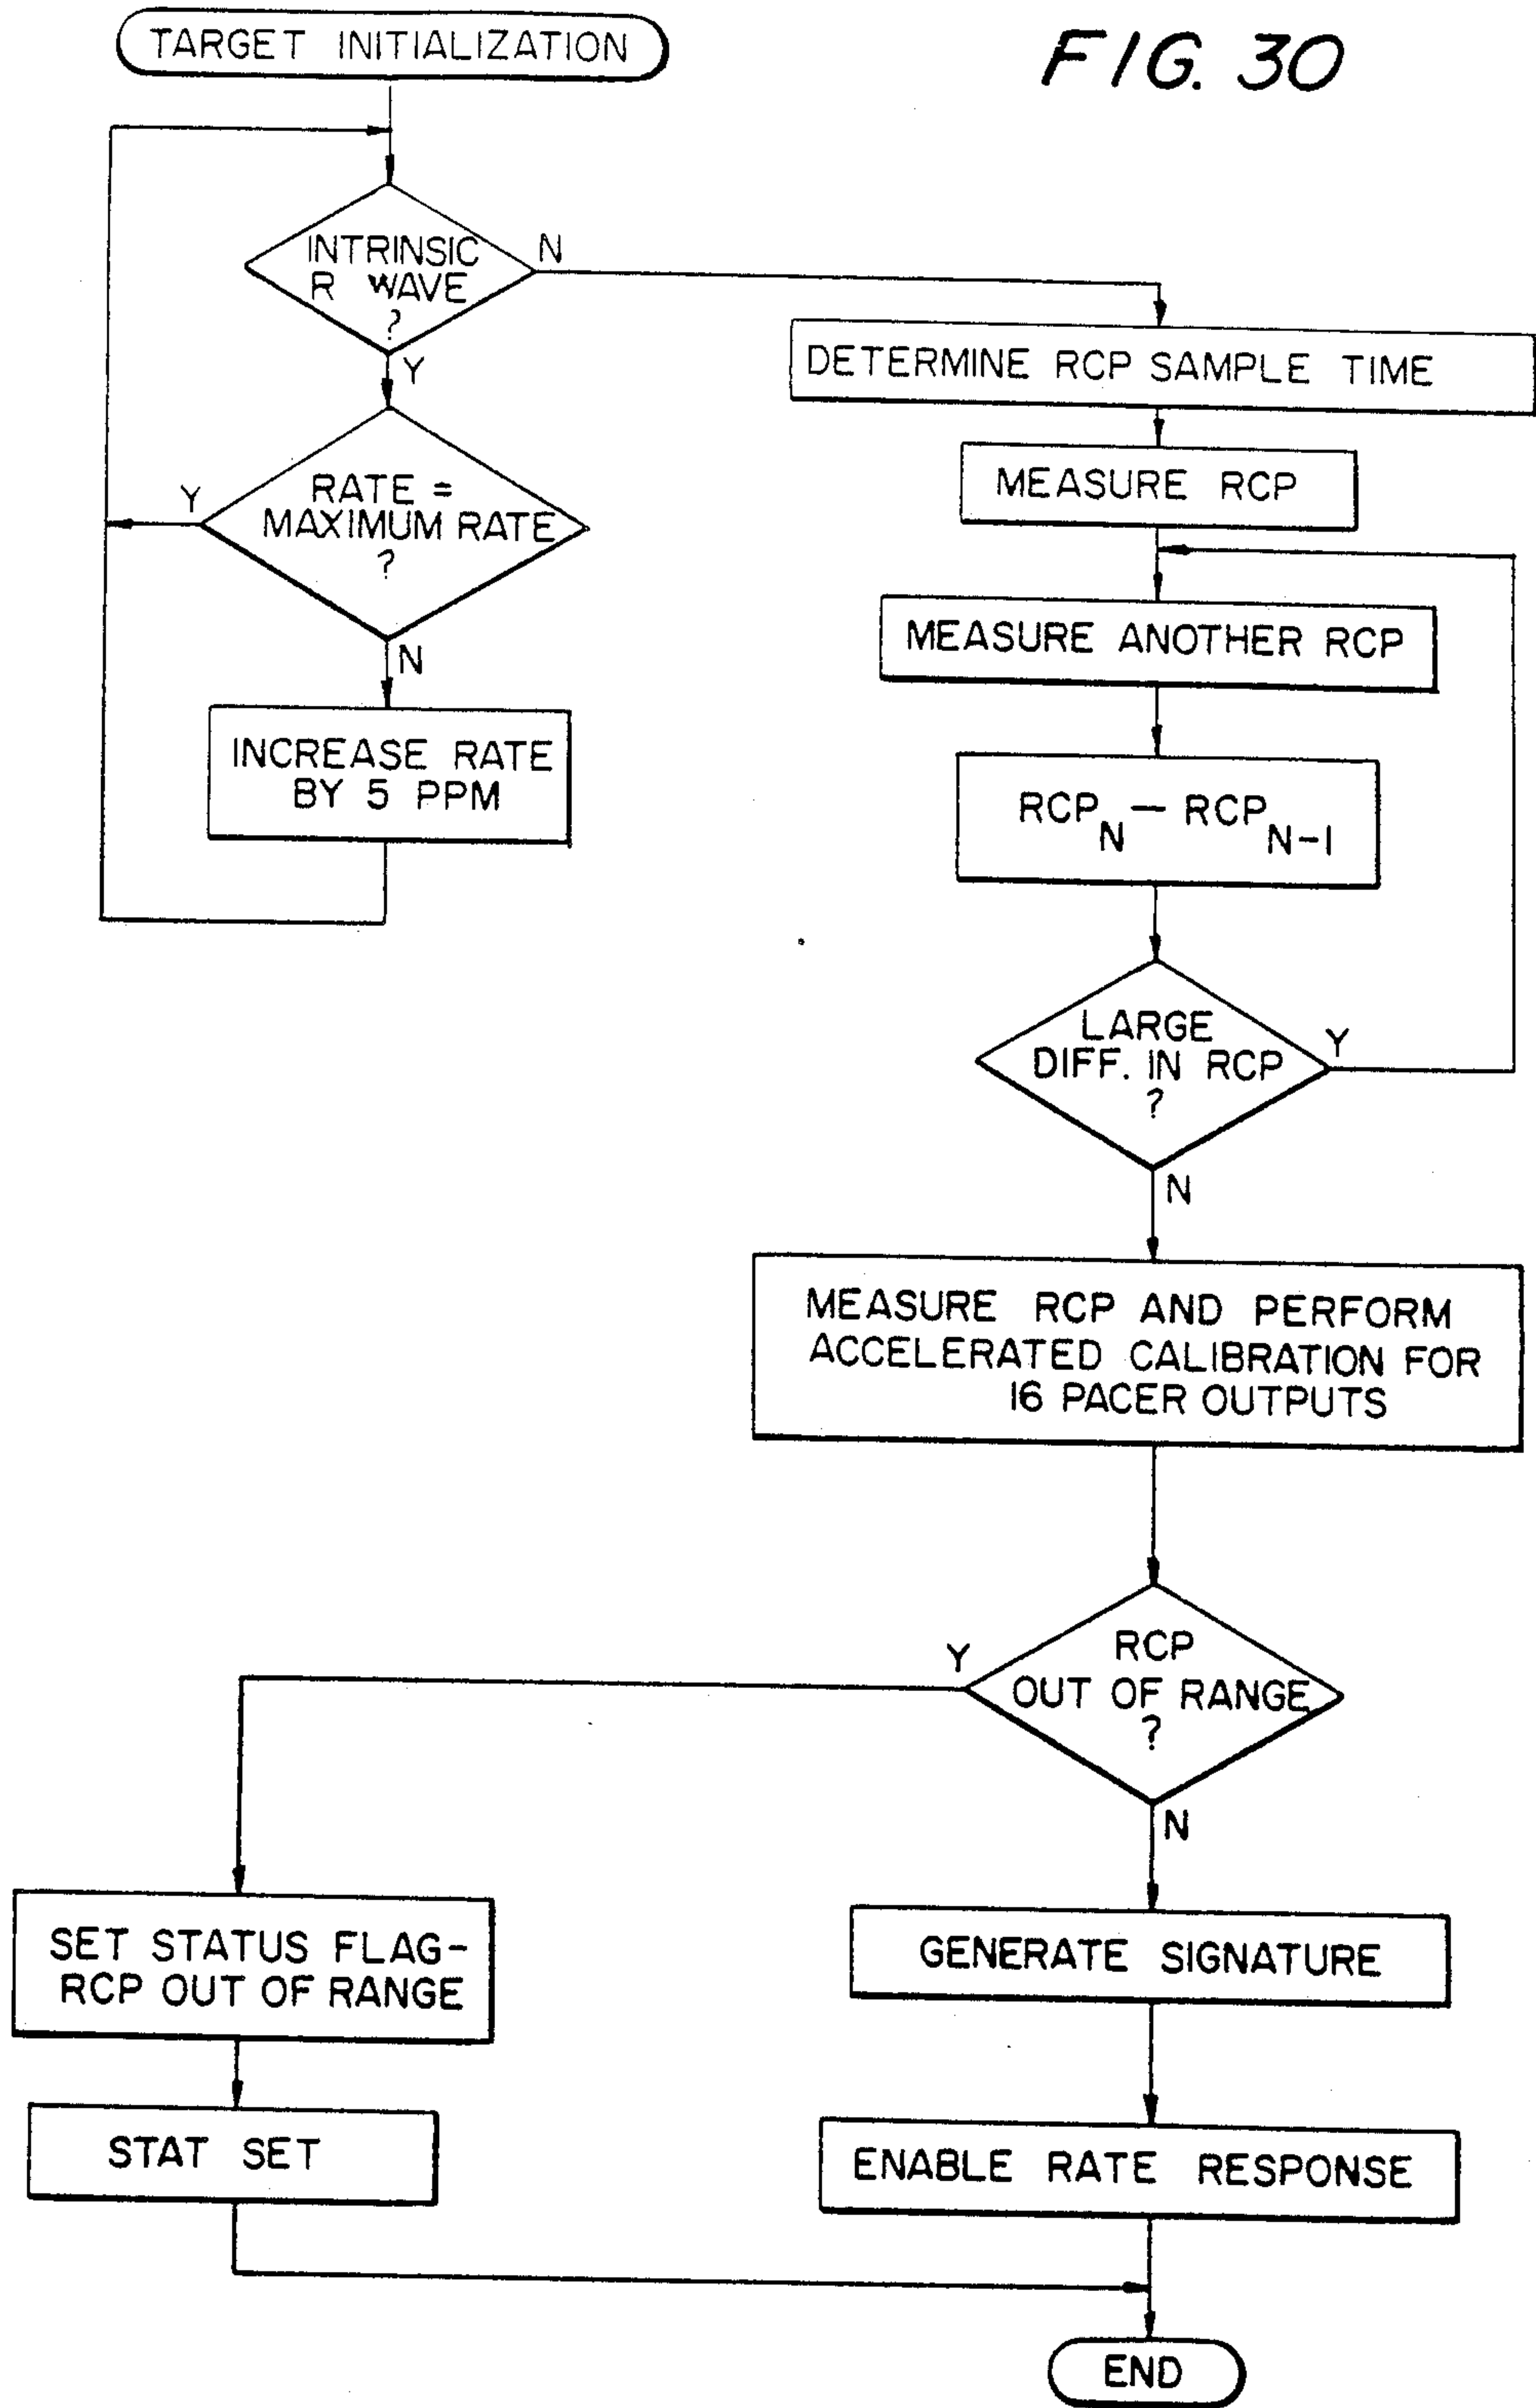 TARGET INITIALIZATION
FIG. 30
INTRINSIC
R WAVE
?
N
Y
RATE =
MAXIMUM RATE
?
Y
N
INCREASE RATE
BY 5 PPM
DETERMINE RCP SAMPLE TIME
MEASURE RCP
MEASURE ANOTHER RCP
RCP_N — RCP_N-1
LARGE
DIFF. IN RCP
?
Y
N
MEASURE RCP AND PERFORM
ACCELERATED CALIBRATION FOR
16 PACER OUTPUTS
RCP
OUT OF RANGE
?
Y
N
SET STATUS FLAG-
RCP OUT OF RANGE
STAT SET
GENERATE SIGNATURE
ENABLE RATE RESPONSE
END